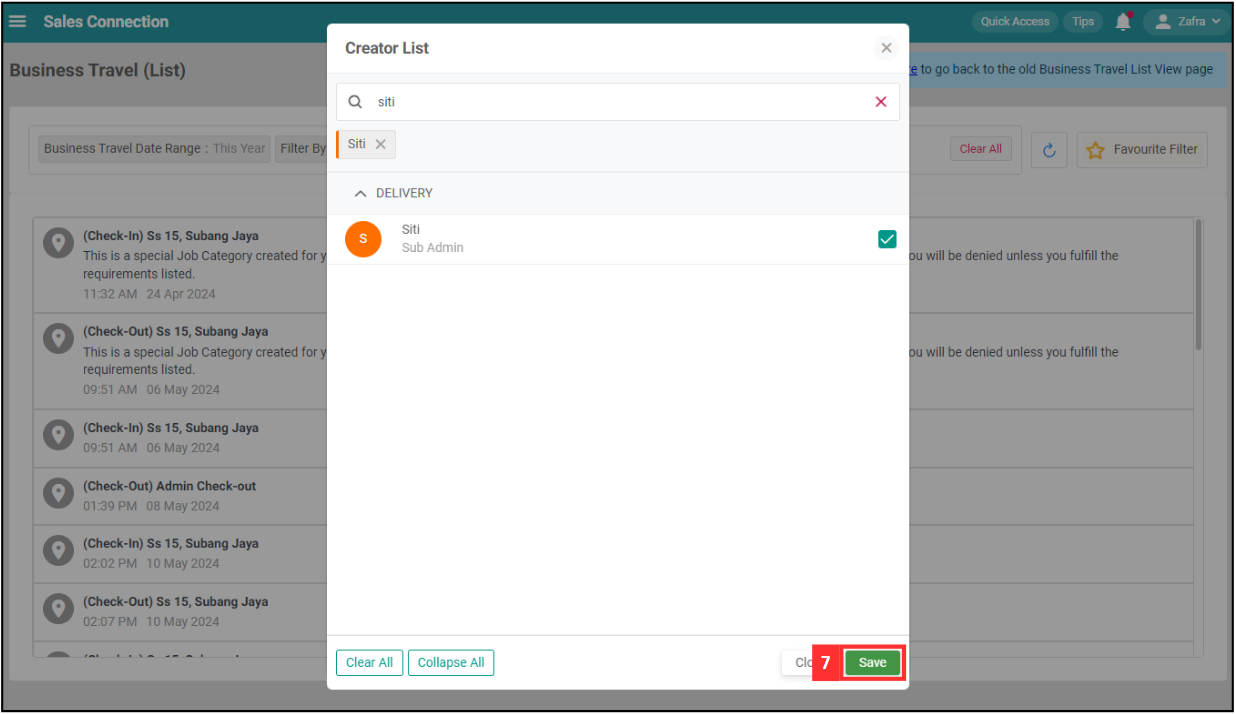 Sales Connection
Quick Access Tips Zafra
Creator List
Business Travel (List)
to go back to the old Business Travel List View page
siti
Siti
Business Travel Date Range : This Year Filter By
Clear All Favourite Filter
DELIVERY
Siti
Sub Admin
S
(Check-In) Ss 15, Subang Jaya
This is a special Job Category created for y
ou will be denied unless you fulfill the
requirements listed.
11:32 AM 24 Apr 2024
(Check-Out) Ss 15, Subang Jaya
This is a special Job Category created for y
ou will be denied unless you fulfill the
requirements listed.
09:51 AM 06 May 2024
(Check-In) Ss 15, Subang Jaya
09:51 AM 06 May 2024
(Check-Out) Admin Check-out
01:39 PM 08 May 2024
(Check-In) Ss 15, Subang Jaya
02:02 PM 10 May 2024
(Check-Out) Ss 15, Subang Jaya
02:07 PM 10 May 2024
Clear All Collapse All
Clo 7 Save